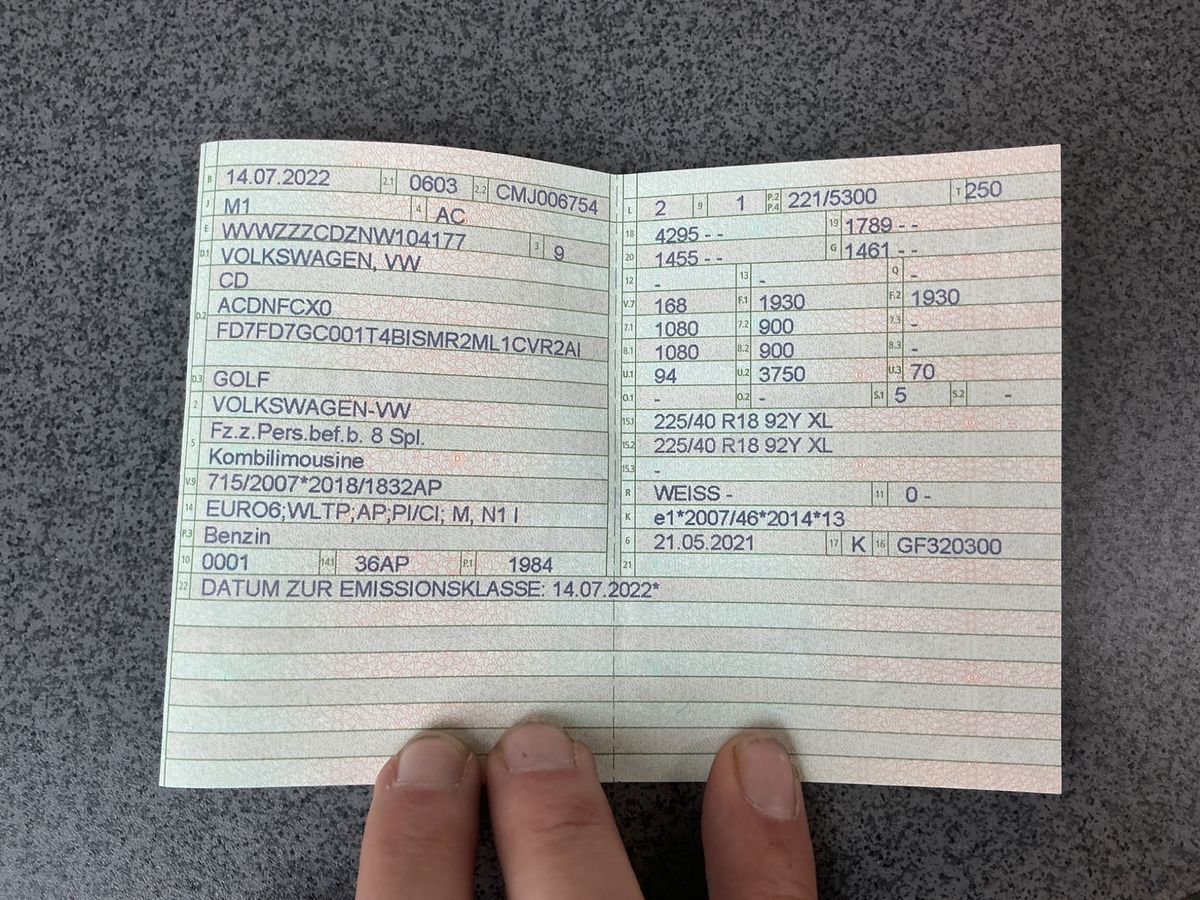 B 14.07.2022 2.1 0603 2.2 CMJ006754
J M1 4 AC
E WVWZZZCDZNW104177 3 9
D.1 VOLKSWAGEN, VW
CD
D.2 ACDNFCX0
FD7FD7GC001T4BISMR2ML1CVR2AI
D.3 GOLF
2 VOLKSWAGEN-VW
5 Fz.z.Pers.bef.b. 8 Spl.
Kombilimousine
V.9 715/2007*2018/1832AP
14 EURO6;WLTP;AP;PI/CI; M, N1 I
P.3 Benzin
10 0001 14.1 36AP P.1 1984
22 DATUM ZUR EMISSIONSKLASSE: 14.07.2022*
L 2 9 1 P.2 P.4 221/5300 T 250
18 4295 - - 19 1789 - -
20 1455 - - G 1461 - -
12 - 13 - Q -
V.7 168 F.1 1930 F.2 1930
7.1 1080 7.2 900 7.3 -
8.1 1080 8.2 900 8.3 -
U.1 94 U.2 3750 U.3 70
O.1 - O.2 - S.1 5 S.2 -
15.1 225/40 R18 92Y XL
15.2 225/40 R18 92Y XL
15.3 -
R WEISS - 11 0 -
K e1*2007/46*2014*13
6 21.05.2021 17 K 16 GF320300
21